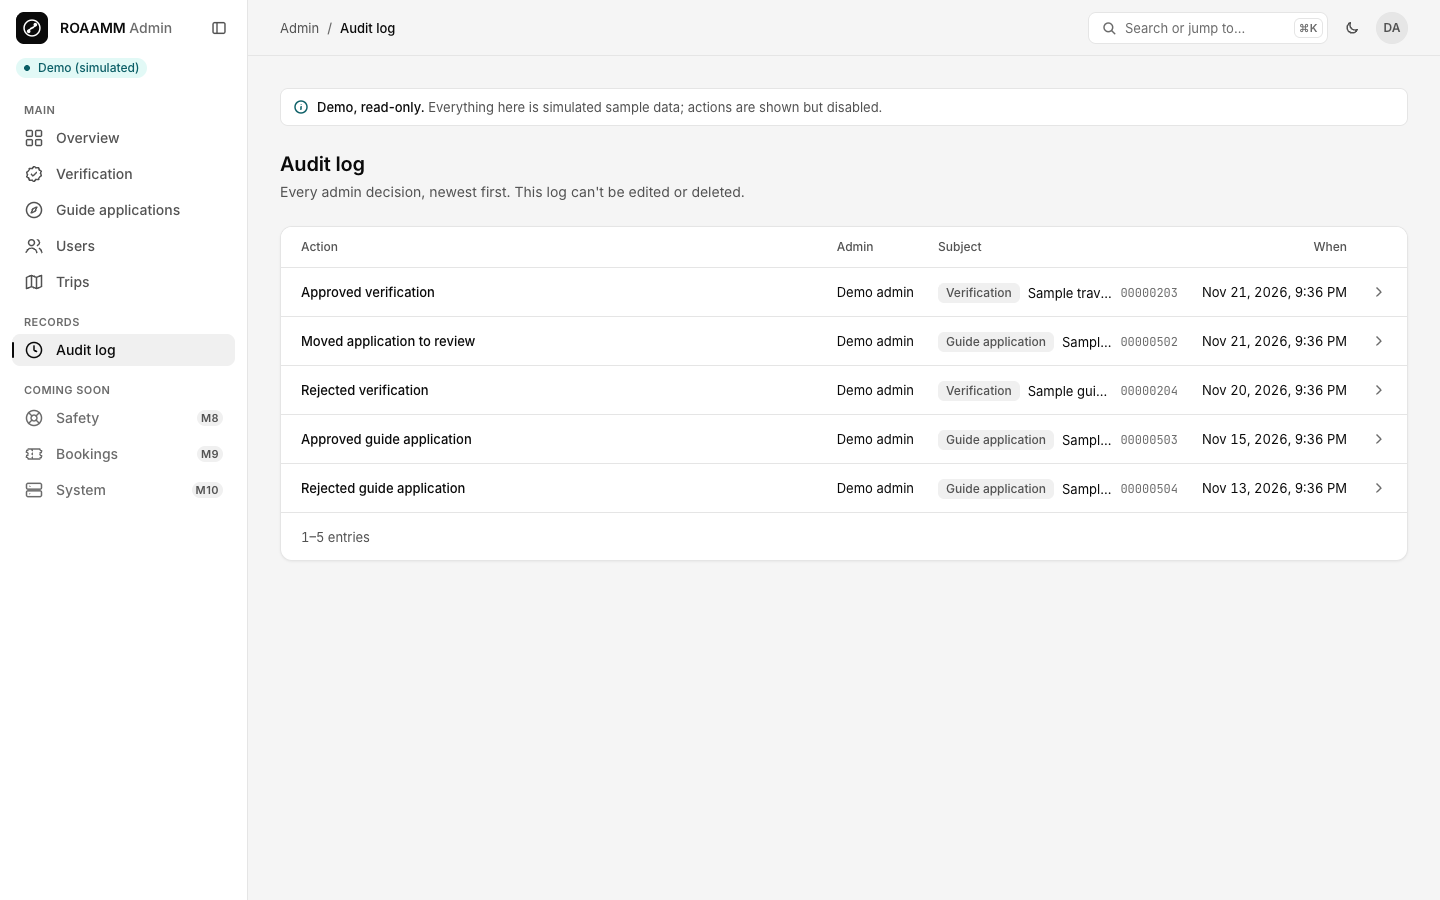 ROAAMM Admin
Demo (simulated)
MAIN
Overview
Verification
Guide applications
Users
Trips
RECORDS
Audit log
COMING SOON
Safety M8
Bookings M9
System M10
Admin / Audit log
Search or jump to... ⌘K
DA
Demo, read-only. Everything here is simulated sample data; actions are shown but disabled.
Audit log
Every admin decision, newest first. This log can't be edited or deleted.
Action Admin Subject When
Approved verification Demo admin Verification Sample trav... 00000203 Nov 21, 2026, 9:36 PM
Moved application to review Demo admin Guide application Sampl... 00000502 Nov 21, 2026, 9:36 PM
Rejected verification Demo admin Verification Sample gui... 00000204 Nov 20, 2026, 9:36 PM
Approved guide application Demo admin Guide application Sampl... 00000503 Nov 15, 2026, 9:36 PM
Rejected guide application Demo admin Guide application Sampl... 00000504 Nov 13, 2026, 9:36 PM
1–5 entries